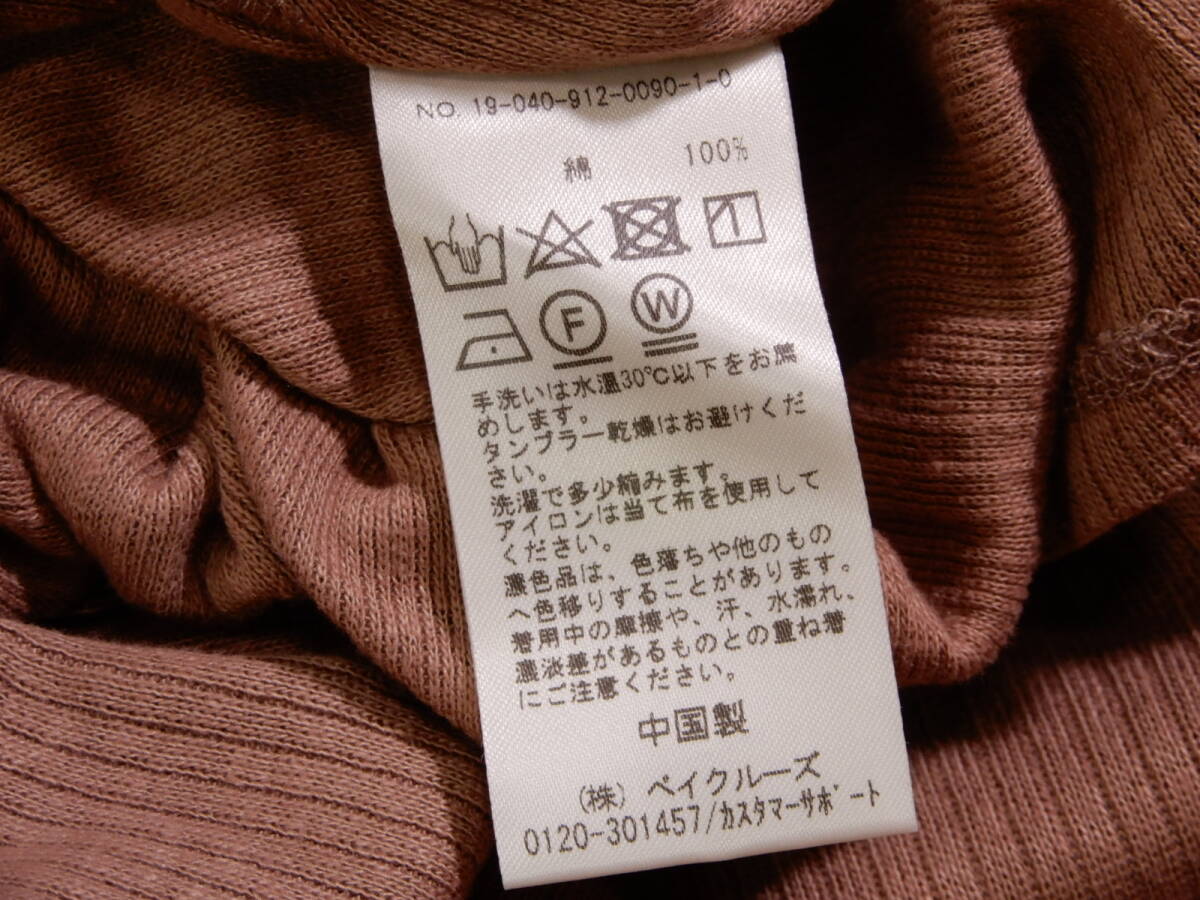 NO. 19-040-912-0090-1-0
綿 100%
F W
手洗いは水温30℃以下をお薦
めします。
タンブラー乾燥はお避けくだ
さい。
洗濯で多少縮みます。
アイロンは当て布を使用して
ください。
濃色品は、色落ちや他のもの
へ色移りすることがあります。
着用中の摩擦や、汗、水濡れ、
濃淡差があるものとの重ね着
にご注意ください。
中国製
(株) ベイクルーズ
0120-301457/ｶｽﾀﾏｰｻﾎﾟｰﾄ